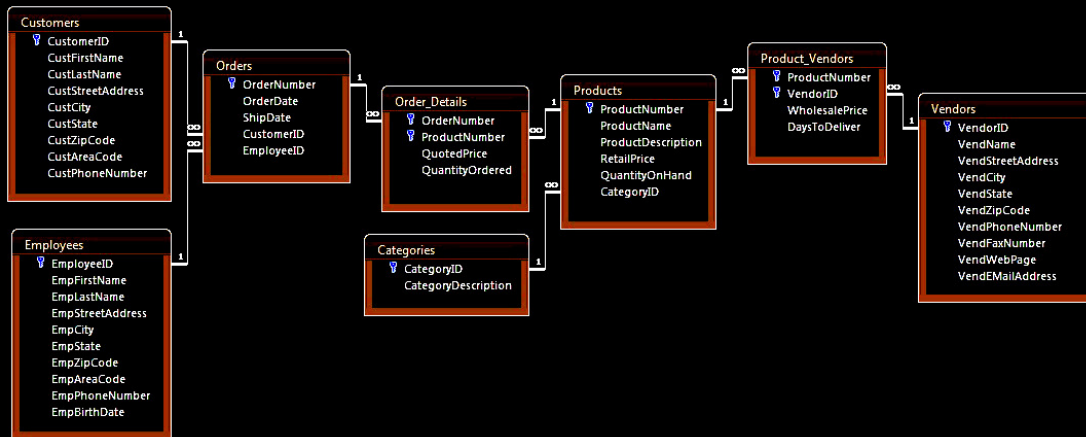 Customers
CustomerID
CustFirstName
CustLastName
CustStreetAddress
CustCity
CustState
CustZipCode
CustAreaCode
CustPhoneNumber
1
∞
∞
Orders
OrderNumber
OrderDate
ShipDate
CustomerID
EmployeeID
1
∞
Order_Details
OrderNumber
ProductNumber
QuotedPrice
QuantityOrdered
1
∞
Products
ProductNumber
ProductName
ProductDescription
RetailPrice
QuantityOnHand
CategoryID
1
∞
∞
Product_Vendors
ProductNumber
VendorID
WholesalePrice
DaysToDeliver
∞
1
Vendors
VendorID
VendName
VendStreetAddress
VendCity
VendState
VendZipCode
VendPhoneNumber
VendFaxNumber
VendWebPage
VendEMailAddress
Employees
EmployeeID
EmpFirstName
EmpLastName
EmpStreetAddress
EmpCity
EmpState
EmpZipCode
EmpAreaCode
EmpPhoneNumber
EmpBirthDate
1
Categories
CategoryID
CategoryDescription
1